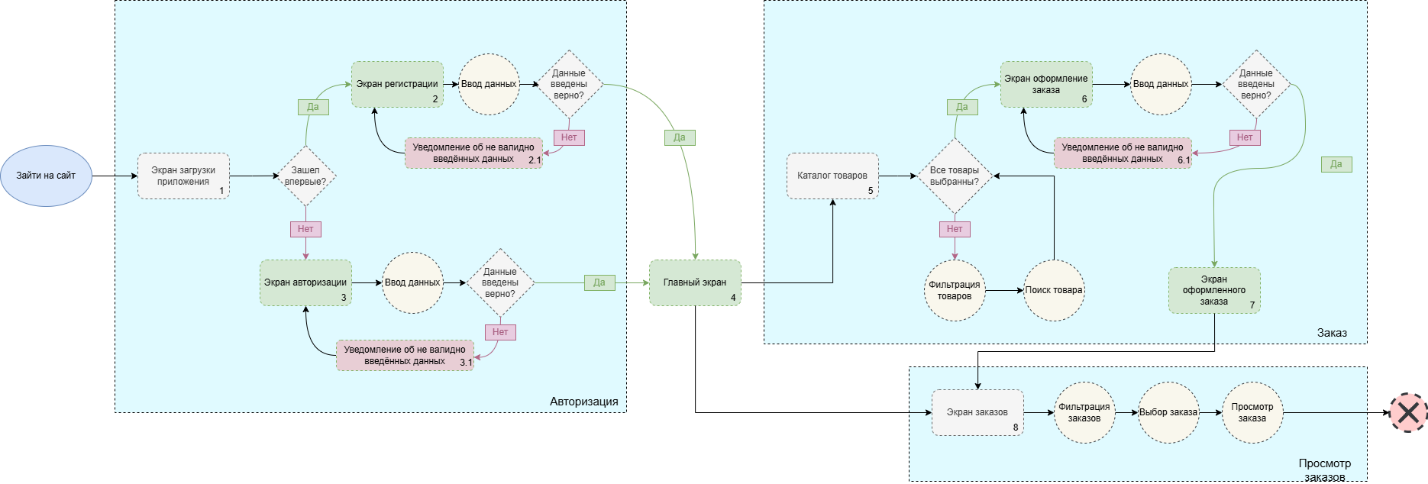 Зайти на сайт
Экран загрузки
приложения
1
Зашел
впервые?
Да
Экран регистрации
2
Ввод данных
Данные
введены
верно?
Нет
Уведомление об не валидно
введённых данных
2.1
Да
Нет
Экран авторизации
3
Ввод данных
Данные
введены
верно?
Нет
Уведомление об не валидно
введённых данных
3.1
Да
Авторизация
Главный экран
4
Каталог товаров
5
Все товары
выбранны?
Да
Экран оформление
заказа
6
Ввод данных
Данные
введены
верно?
Нет
Уведомление об не валидно
введённых данных
6.1
Да
Нет
Фильтрация
товаров
Поиск товара
Экран
оформленного
заказа
7
Заказ
Экран заказов
8
Фильтрация
заказов
Выбор заказа
Просмотр
заказа
Просмотр
заказов